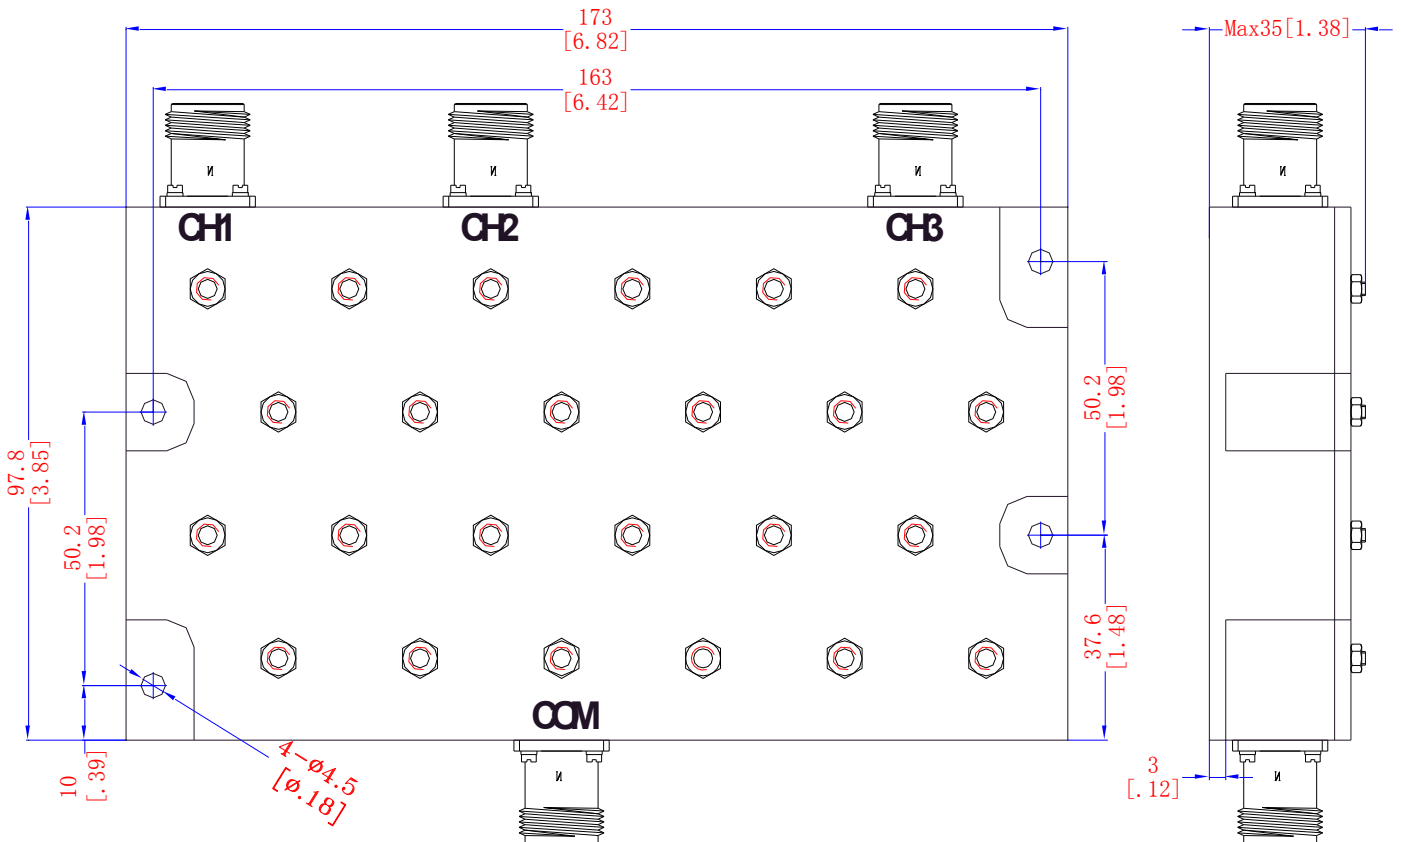 173
[6.82]
Max35[1.38]
163
[6.42]
N
N
N
N
CH1
CH2
CH3
50.2
[1.98]
97.8
[3.85]
50.2
[1.98]
37.6
[1.48]
COM
10
[.39]
4-ø4.5
[ø.18]
3
[.12]
N
N